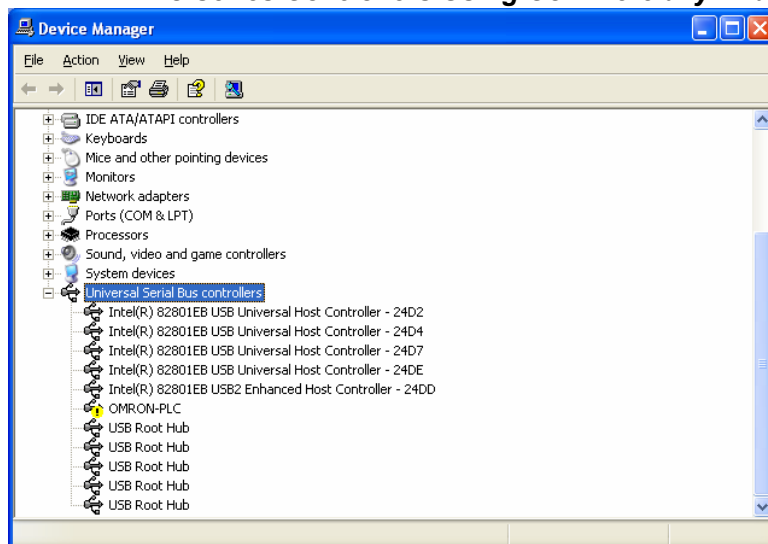 Device Manager
File Action View Help
IDE ATA/ATAPI controllers
Keyboards
Mice and other pointing devices
Monitors
Network adapters
Ports (COM & LPT)
Processors
Sound, video and game controllers
System devices
Universal Serial Bus controllers
Intel(R) 82801EB USB Universal Host Controller - 24D2
Intel(R) 82801EB USB Universal Host Controller - 24D4
Intel(R) 82801EB USB Universal Host Controller - 24D7
Intel(R) 82801EB USB Universal Host Controller - 24DE
Intel(R) 82801EB USB2 Enhanced Host Controller - 24DD
OMRON-PLC
USB Root Hub
USB Root Hub
USB Root Hub
USB Root Hub
USB Root Hub